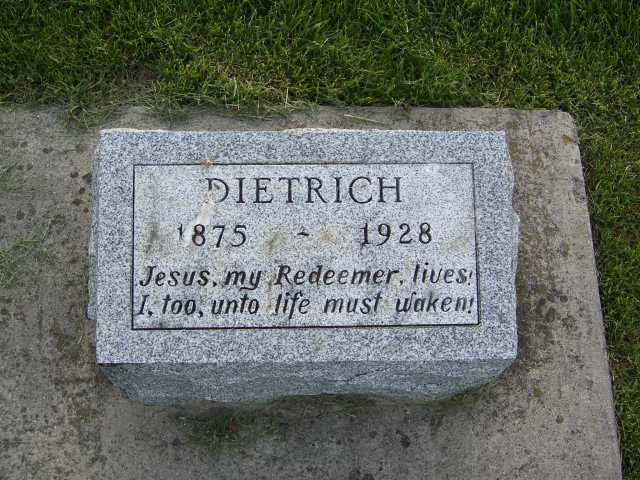 DIETRICH
1875 - 1928
Jesus, my Redeemer, lives!
I, too, unto life must waken!